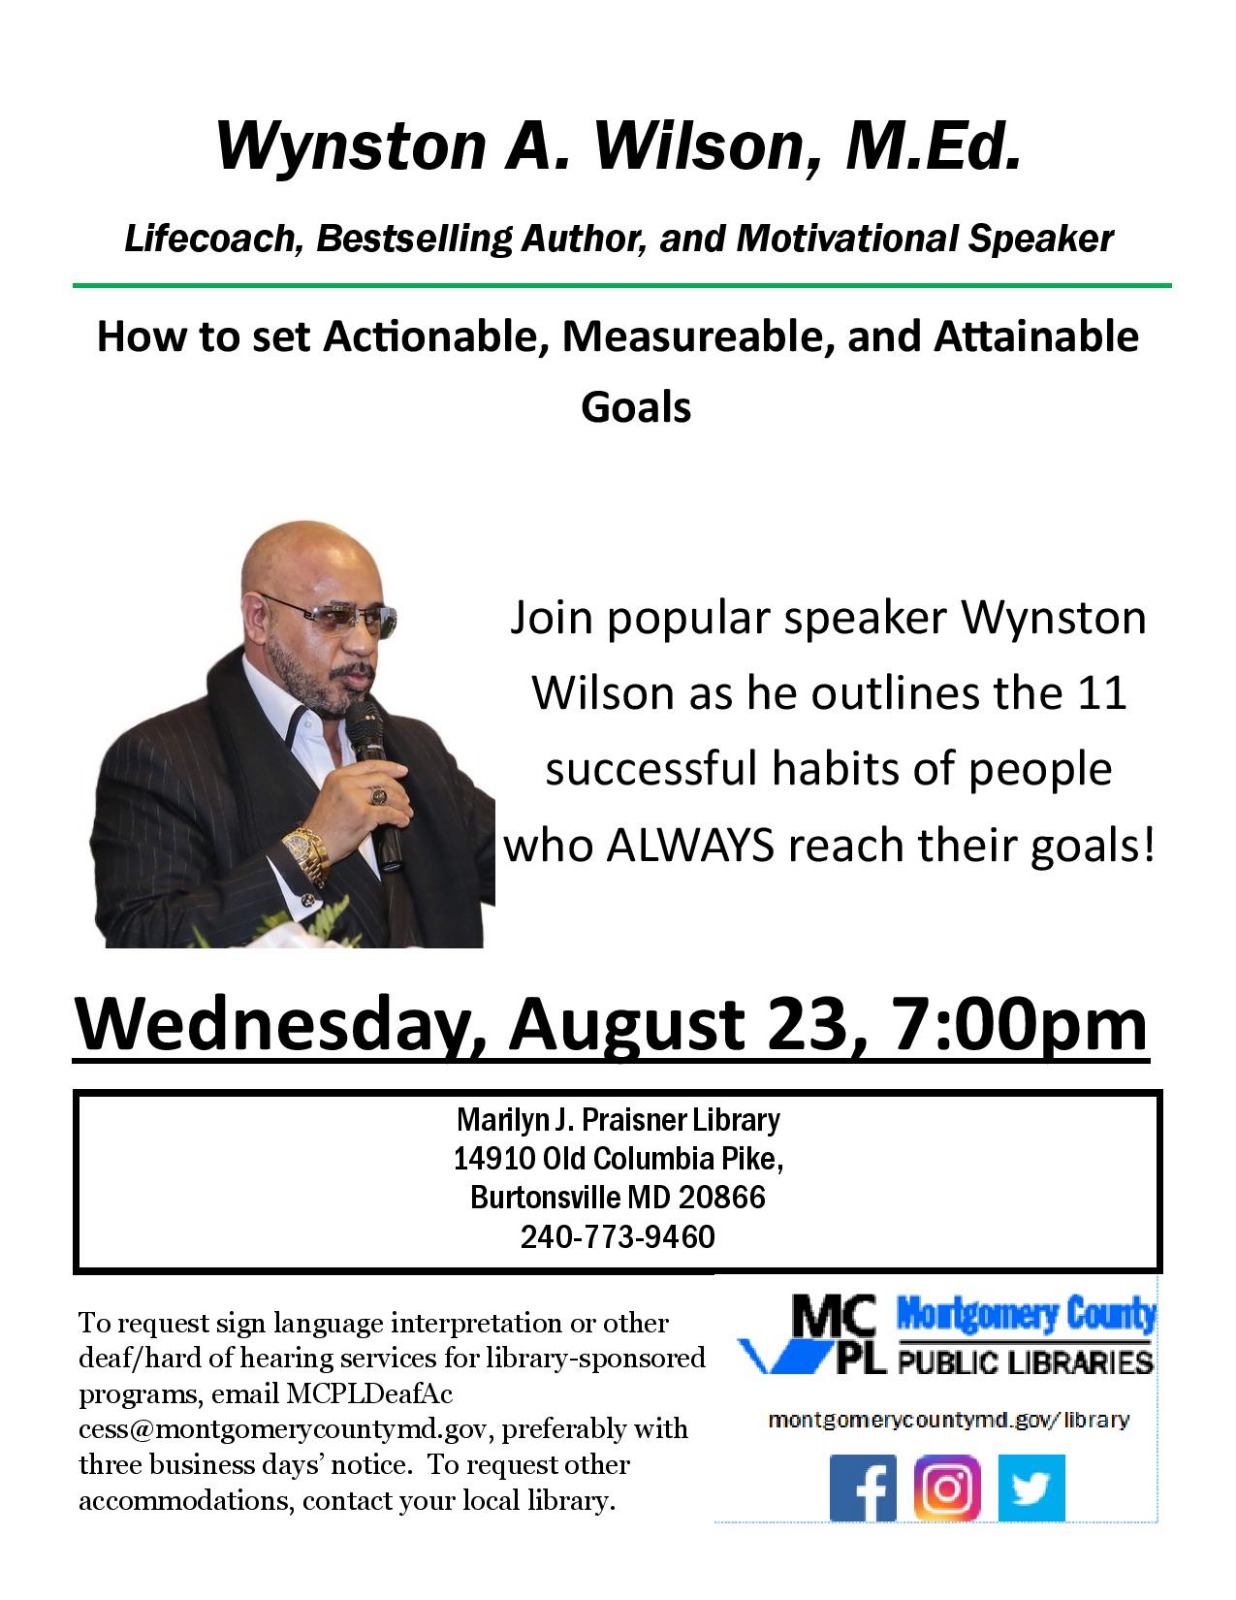 Wynston A. Wilson, M.Ed.
Lifecoach, Bestselling Author, and Motivational Speaker
How to set Actionable, Measureable, and Attainable
Goals
Join popular speaker Wynston
Wilson as he outlines the 11
successful habits of people
who ALWAYS reach their goals!
Wednesday, August 23, 7:00pm
Marilyn J. Praisner Library
14910 Old Columbia Pike,
Burtonsville MD 20866
240-773-9460
To request sign language interpretation or other
deaf/hard of hearing services for library-sponsored
programs, email MCPLDeafAc
cess@montgomerycountymd.gov, preferably with
three business days’ notice.  To request other
accommodations, contact your local library.
MC
PL
Montgomery County
PUBLIC LIBRARIES
montgomerycountymd.gov/library